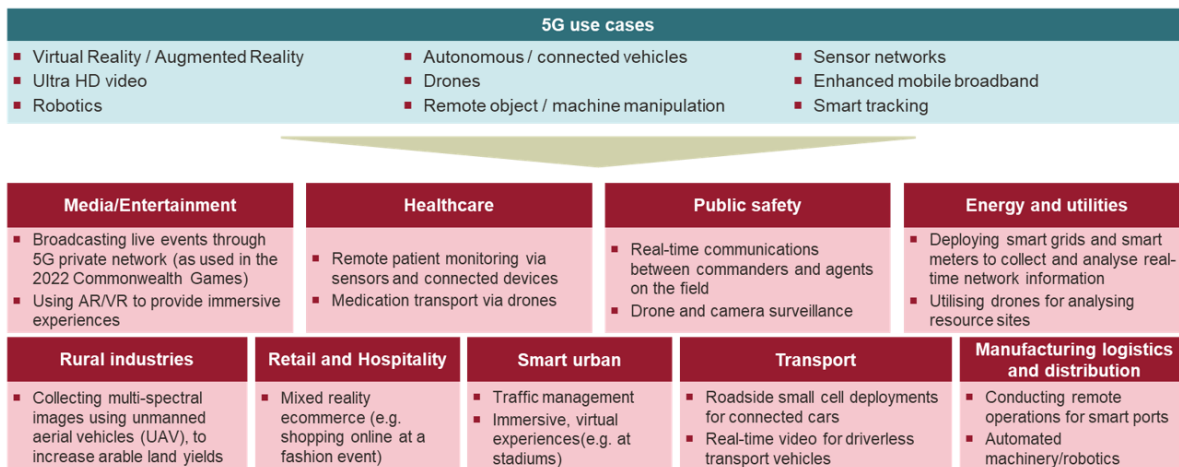 5G use cases
▪ Virtual Reality / Augmented Reality
▪ Ultra HD video
▪ Robotics
▪ Autonomous / connected vehicles
▪ Drones
▪ Remote object / machine manipulation
▪ Sensor networks
▪ Enhanced mobile broadband
▪ Smart tracking
Media/Entertainment
▪ Broadcasting live events through
5G private network (as used in the
2022 Commonwealth Games)
▪ Using AR/VR to provide immersive
experiences
Healthcare
▪ Remote patient monitoring via
sensors and connected devices
▪ Medication transport via drones
Public safety
▪ Real-time communications
between commanders and agents
on the field
▪ Drone and camera surveillance
Energy and utilities
▪ Deploying smart grids and smart
meters to collect and analyse real-
time network information
▪ Utilising drones for analysing
resource sites
Rural industries
▪ Collecting multi-spectral
images using unmanned
aerial vehicles (UAV), to
increase arable land yields
Retail and Hospitality
▪ Mixed reality
ecommerce (e.g.
shopping online at a
fashion event)
Smart urban
▪ Traffic management
▪ Immersive, virtual
experiences(e.g. at
stadiums)
Transport
▪ Roadside small cell deployments
for connected cars
▪ Real-time video for driverless
transport vehicles
Manufacturing logistics
and distribution
▪ Conducting remote
operations for smart ports
▪ Automated
machinery/robotics